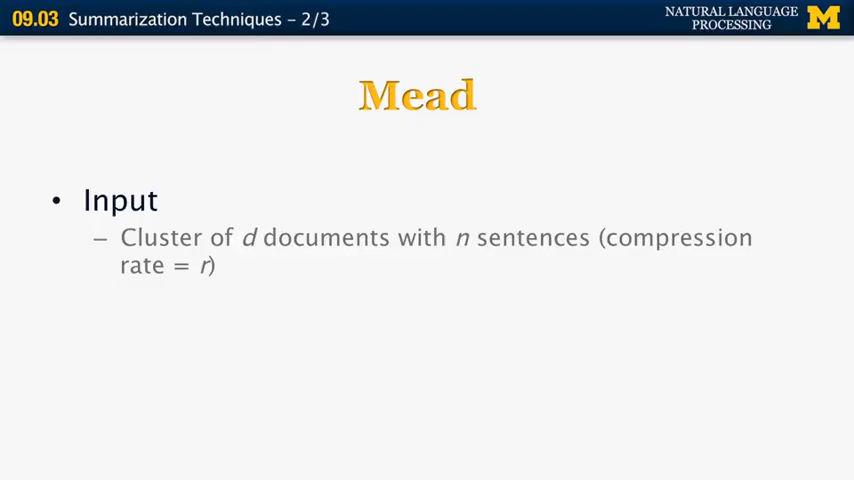 09.03 Summarization Techniques – 2/3
NATURAL LANGUAGE
PROCESSING
M
Mead
• Input
– Cluster of d documents with n sentences (compression
rate = r)